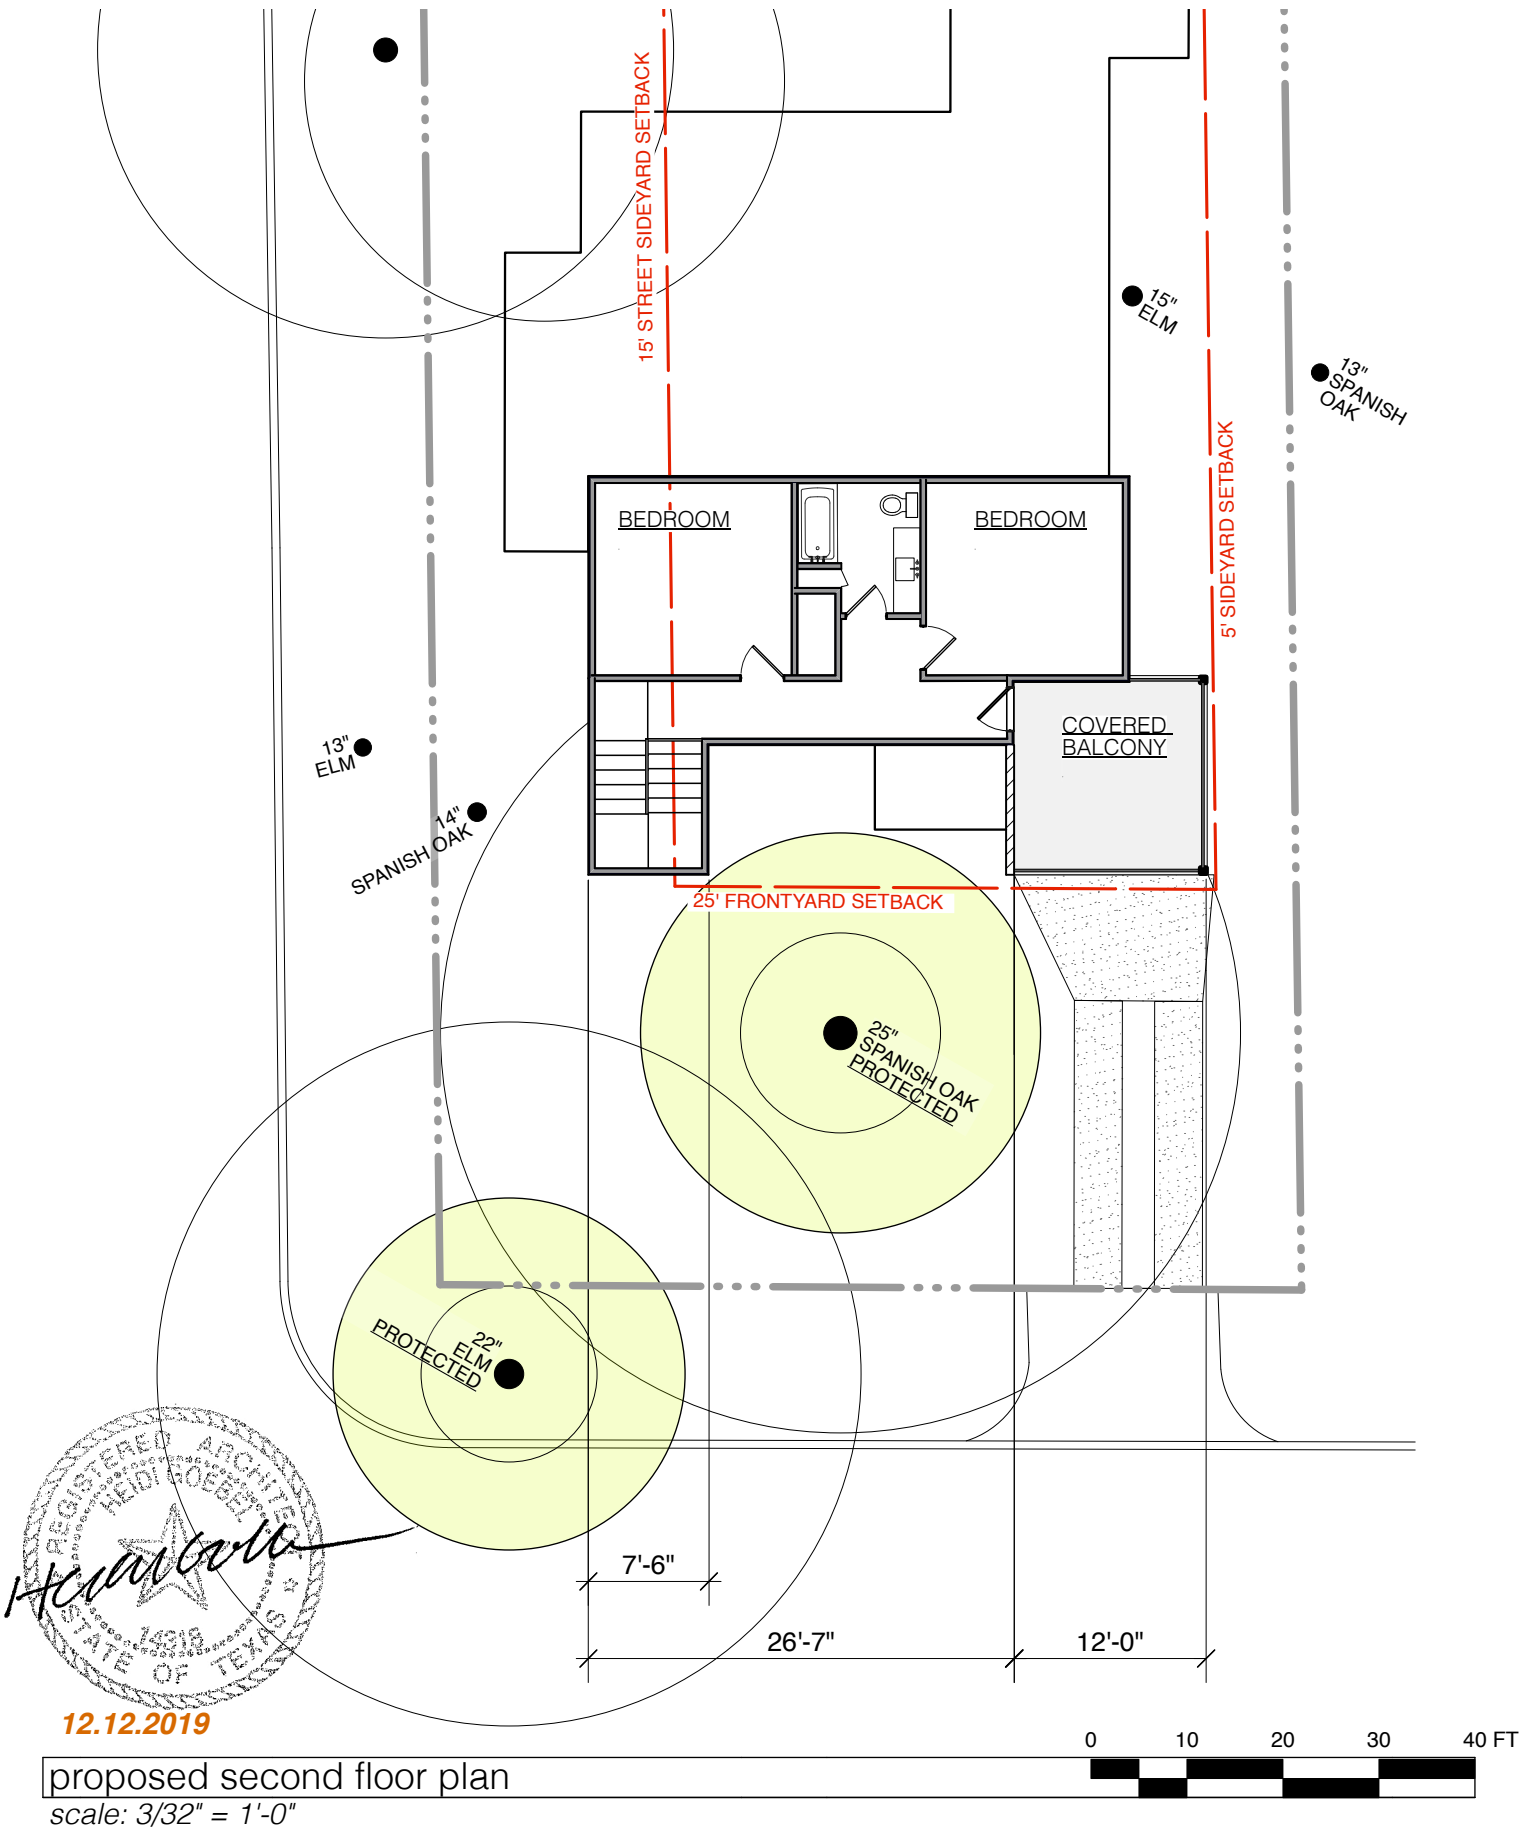 15' STREET SIDEYARD SETBACK
15"
ELM
13"
SPANISH
OAK
5' SIDEYARD SETBACK
BEDROOM
BEDROOM
COVERED
BALCONY
13"
ELM
14"
SPANISH OAK
25' FRONTYARD SETBACK
25"
SPANISH OAK
PROTECTED
22"
ELM
PROTECTED
REGISTERED ARCHITECT
HEIDI GOEBEL
STATE OF TEXAS
7'-6"
26'-7"
12'-0"
12.12.2019
0 10 20 30 40 FT
proposed second floor plan
scale: 3/32" = 1'-0"